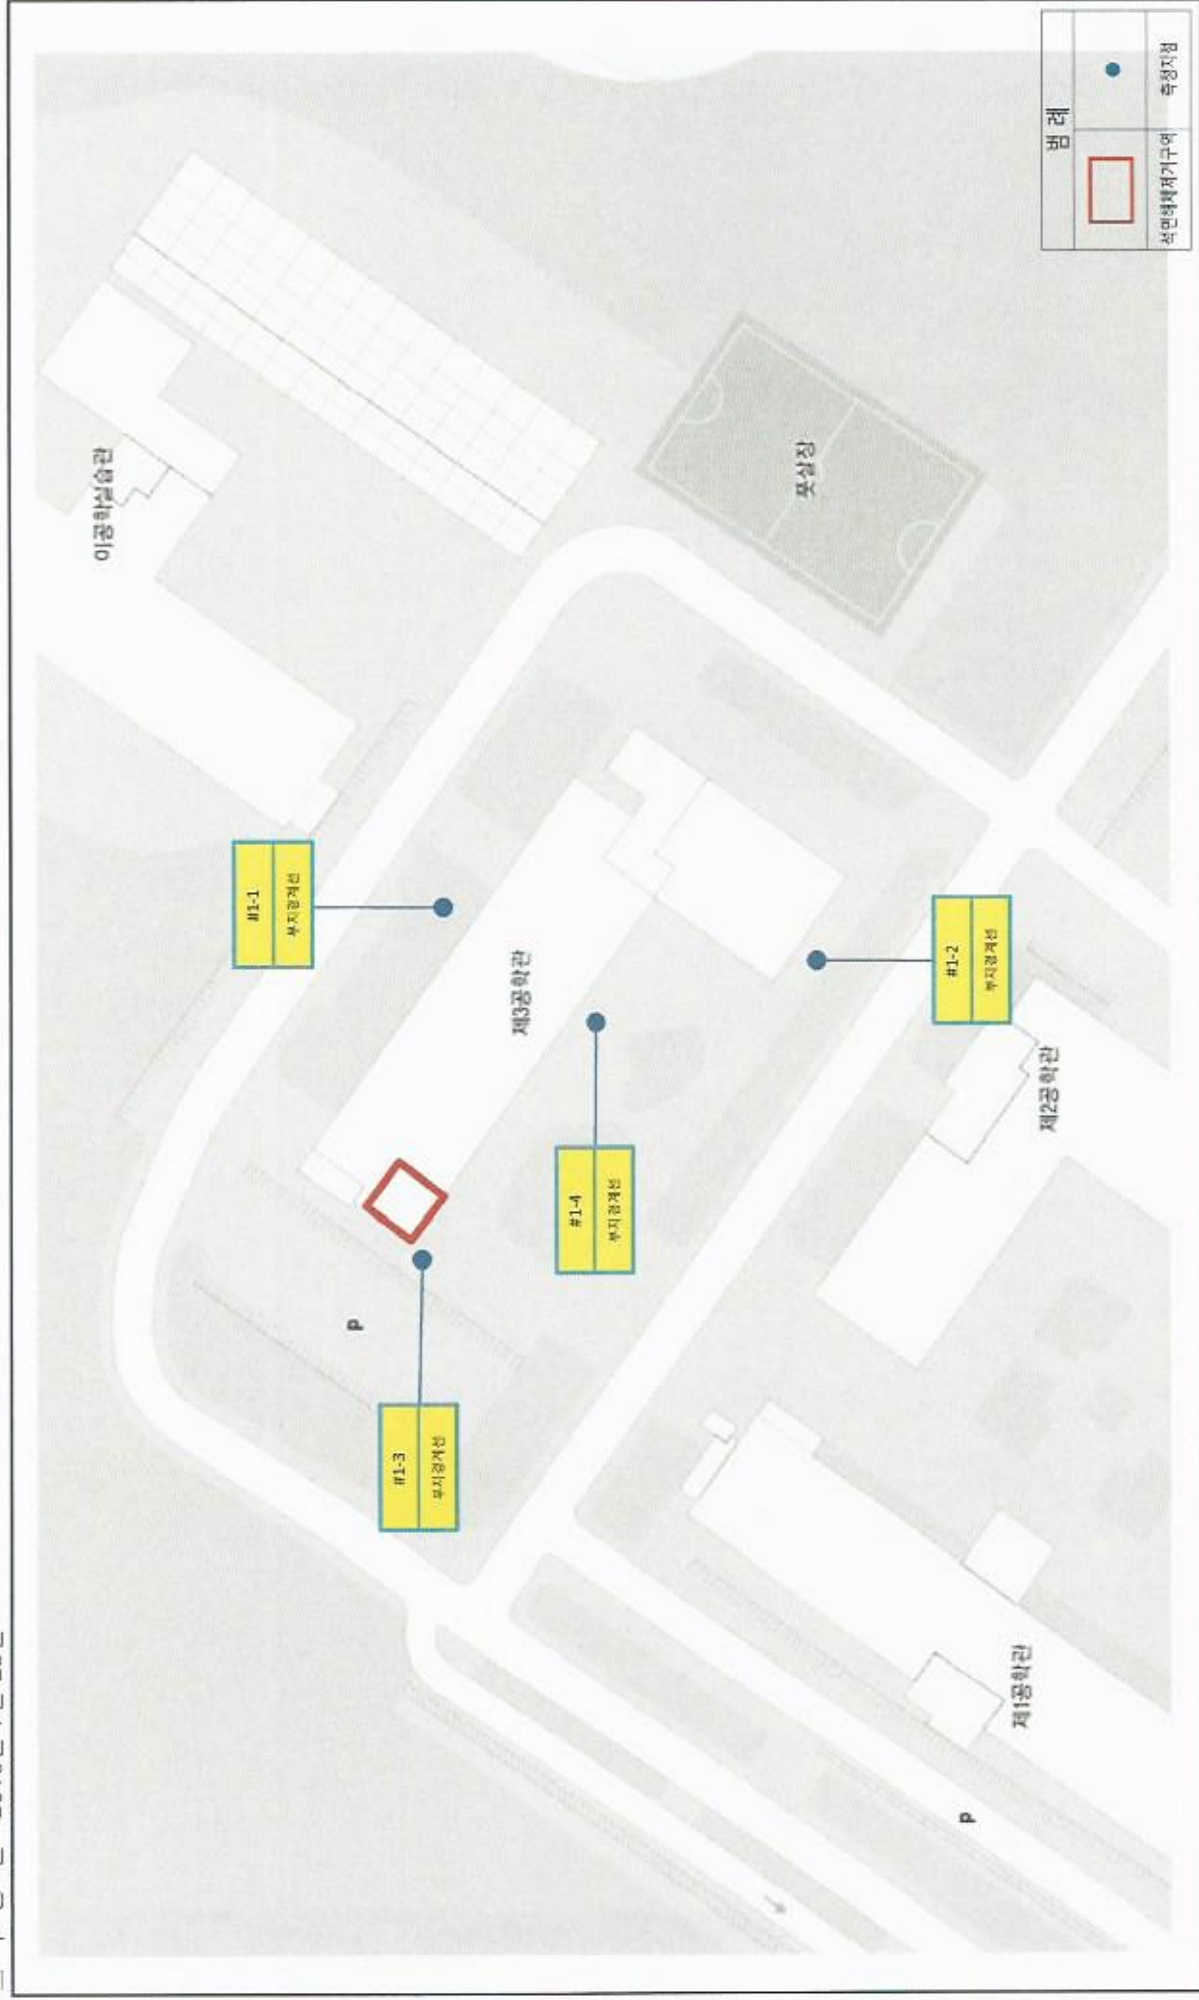 이공학실습관
#1-1
부지경계선
제3공학관
풋살장
#1-3
부지경계선
P
#1-4
부지경계선
#1-2
부지경계선
제2공학관
제1공학관
P
범 례
석면해체제거구역
측정지점